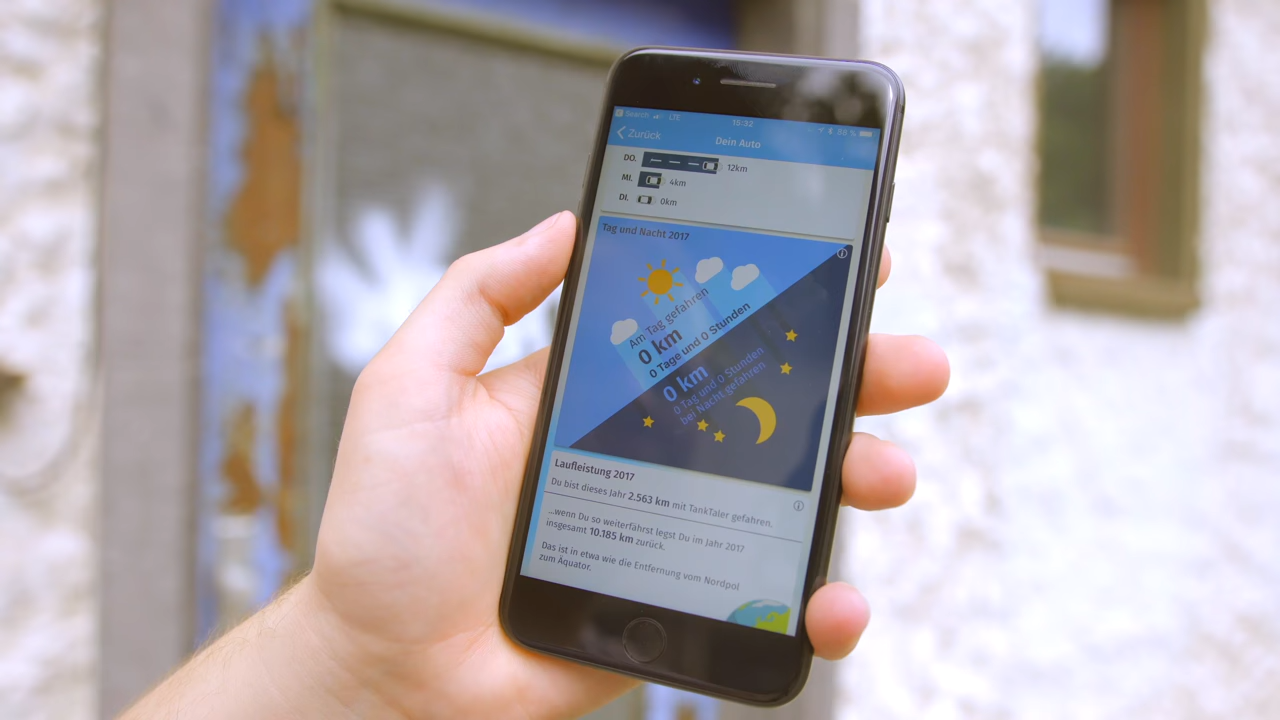 Search LTE 15:32 58 %
Zurück
Dein Auto
DO. 12km
MI. 4km
DI. 0km
Tag und Nacht 2017
Am Tag gefahren
0 km
0 Tage und 0 Stunden
0 km
0 Tag und 0 Stunden
bei Nacht gefahren
Laufleistung 2017
Du bist dieses Jahr 2.563 km mit TankTaler gefahren.
...wenn Du so weiterfährst legst Du im Jahr 2017
insgesamt 10.185 km zurück.
Das ist in etwa wie die Entfernung vom Nordpol
zum Äquator.